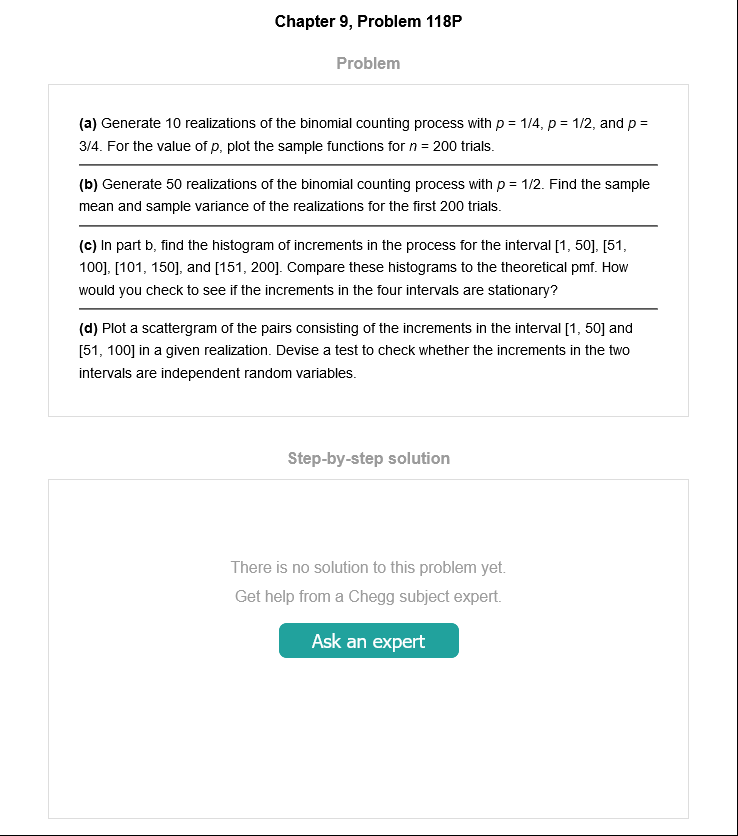 Chapter 9, Problem 118P
Problem
(a) Generate 10 realizations of the binomial counting process with p = 1/4, p = 1/2, and p =
3/4. For the value of p, plot the sample functions for n = 200 trials.
(b) Generate 50 realizations of the binomial counting process with p = 1/2. Find the sample
mean and sample variance of the realizations for the first 200 trials.
(c) In part b, find the histogram of increments in the process for the interval [1, 50], [51,
100], [101, 150], and [151, 200]. Compare these histograms to the theoretical pmf. How
would you check to see if the increments in the four intervals are stationary?
(d) Plot a scattergram of the pairs consisting of the increments in the interval [1, 50] and
[51, 100] in a given realization. Devise a test to check whether the increments in the two
intervals are independent random variables.
Step-by-step solution
There is no solution to this problem yet.
Get help from a Chegg subject expert.
Ask an expert